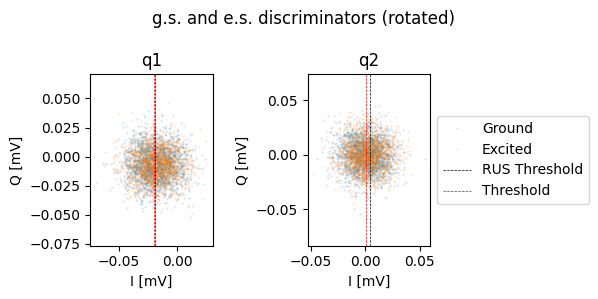 g.s. and e.s. discriminators (rotated)
q1
q2
0.050
0.025
0.000
−0.025
−0.050
−0.075
Q [mV]
−0.05
0.00
I [mV]
0.05
0.00
−0.05
Q [mV]
−0.05
0.00
0.05
I [mV]
Ground
Excited
RUS Threshold
Threshold